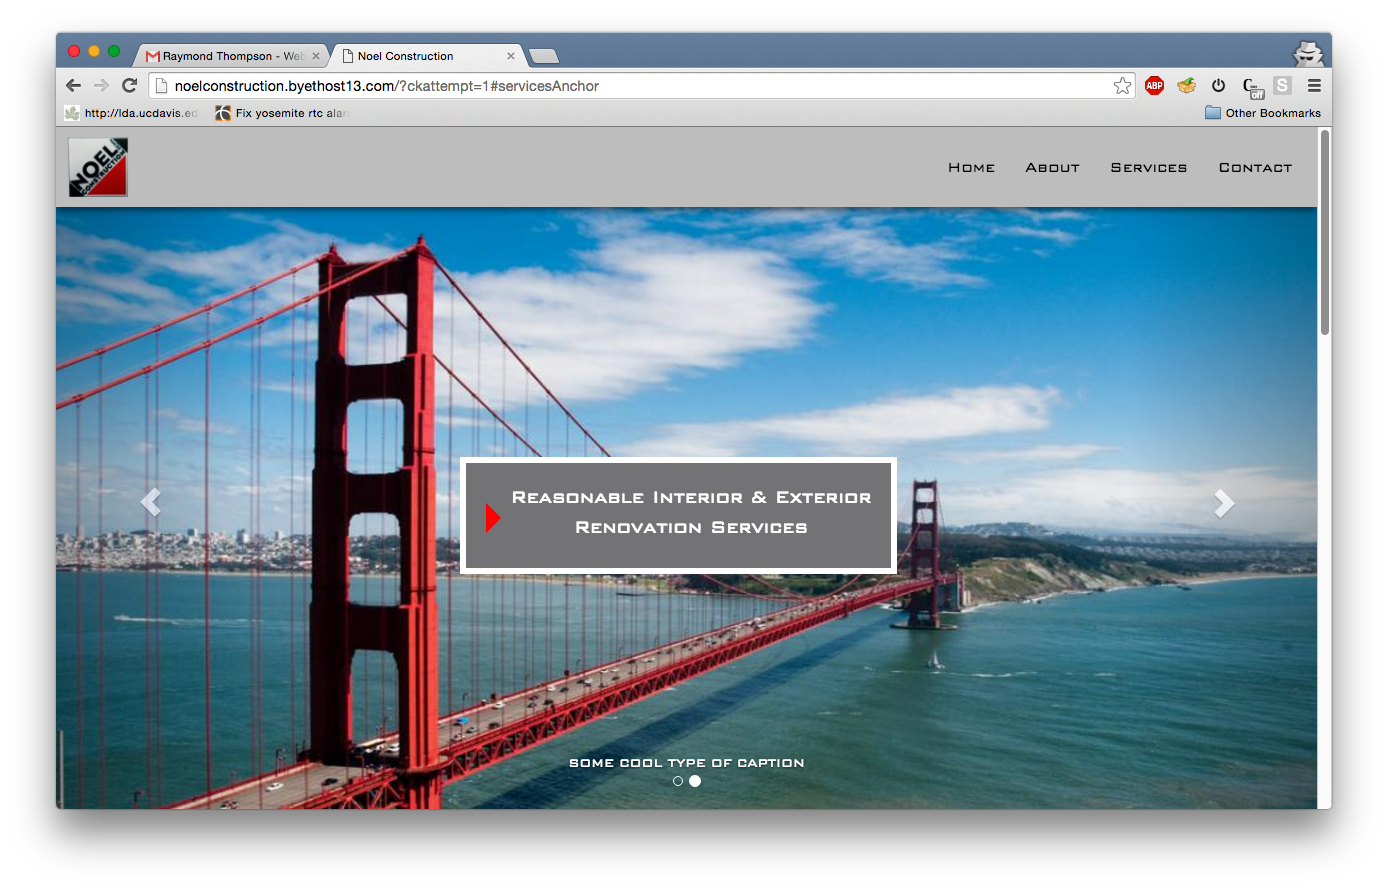 Raymond Thompson - Web
Noel Construction
noelconstruction.byethost13.com/?ckattempt=1#servicesAnchor
ABP
Off
S
http://lda.ucdavis.ed
Fix yosemite rtc alar
Other Bookmarks
NOEL
CONSTRUCTION
Home
About
Services
Contact
Reasonable Interior & Exterior
Renovation Services
SOME COOL TYPE OF CAPTION